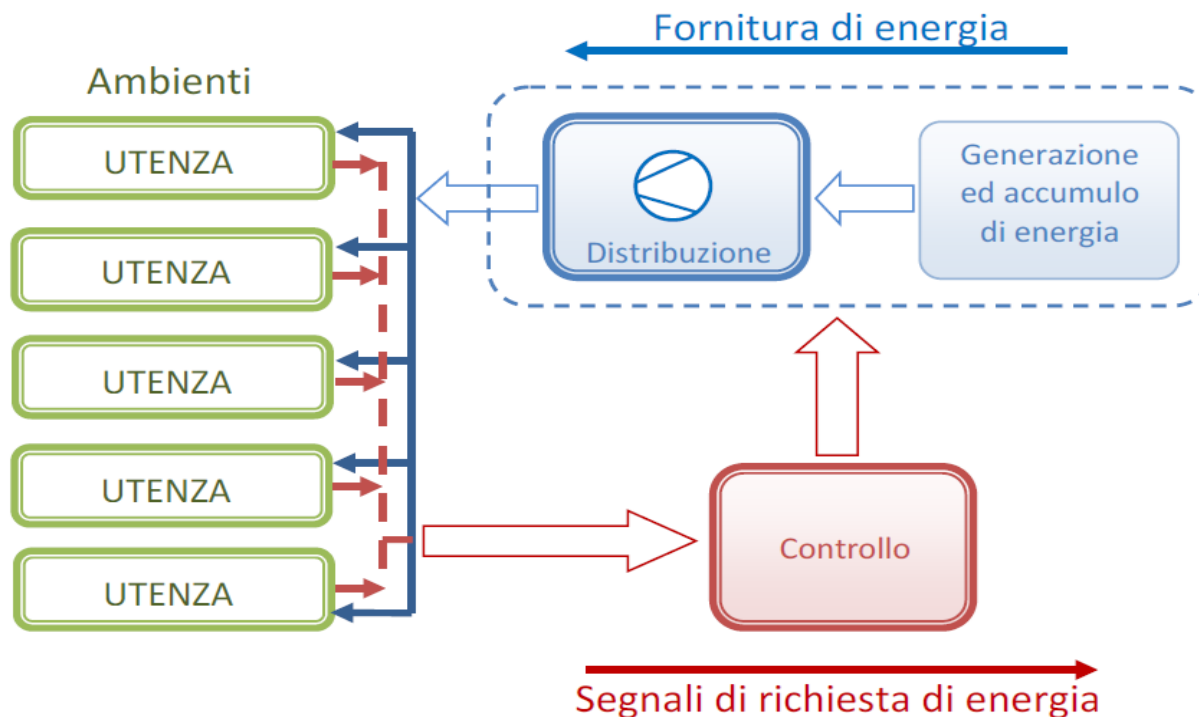 Fornitura di energia
Ambienti
UTENZA
UTENZA
UTENZA
UTENZA
UTENZA
Distribuzione
Generazione
ed accumulo
di energia
Controllo
Segnali di richiesta di energia